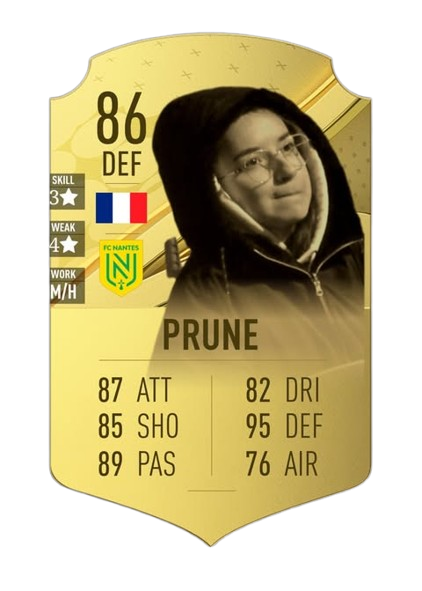 86
DEF
SKILL
3★
WEAK
4★
WORK
M/H
FC NANTES
N
PRUNE
87 ATT 82 DRI
85 SHO 95 DEF
89 PAS 76 AIR